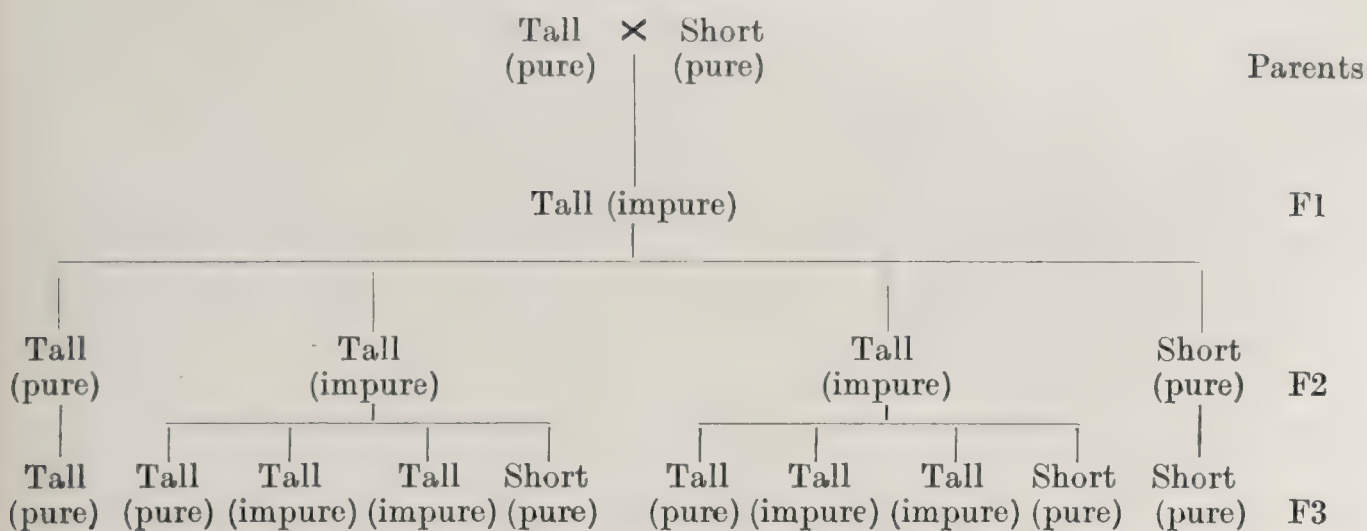 Tall × Short
(pure) (pure) Parents
Tall (impure) F1
Tall Tall Tall Short
(pure) (impure) (impure) (pure) F2
Tall Tall Tall Tall Short Tall Tall Tall Short Short
(pure) (pure) (impure) (impure) (pure) (pure) (impure) (impure) (pure) (pure) F3